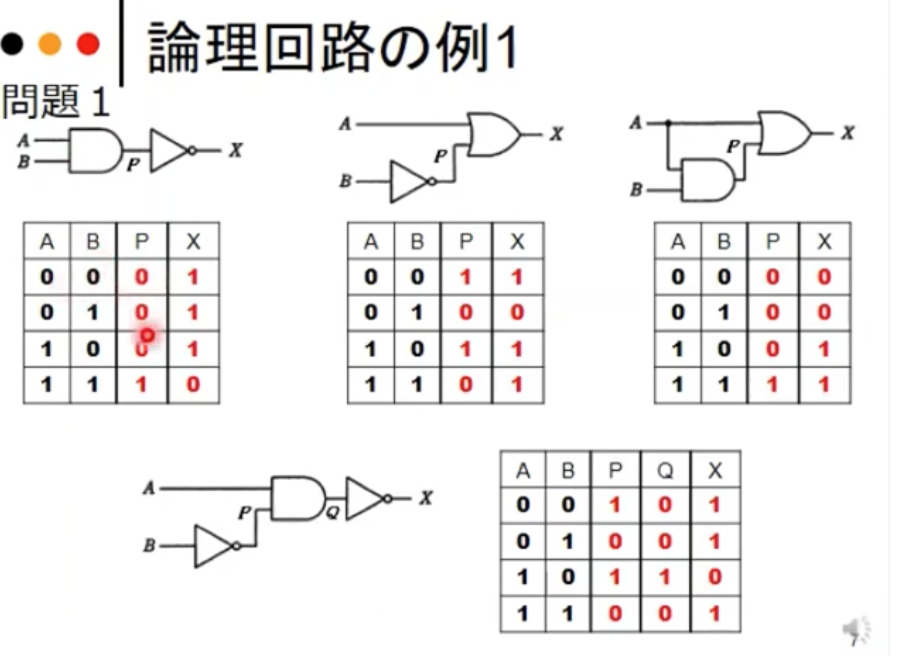 論理回路の例1
問題1
A
B
P
X
A
B
P
X
A
B
P
X
A B P X
0 0 0 1
0 1 0 1
1 0 0 1
1 1 1 0
A B P X
0 0 1 1
0 1 0 0
1 0 1 1
1 1 0 1
A B P X
0 0 0 0
0 1 0 0
1 0 0 1
1 1 1 1
A
B
P
Q
X
A B P Q X
0 0 1 0 1
0 1 0 0 1
1 0 1 1 0
1 1 0 0 1
7